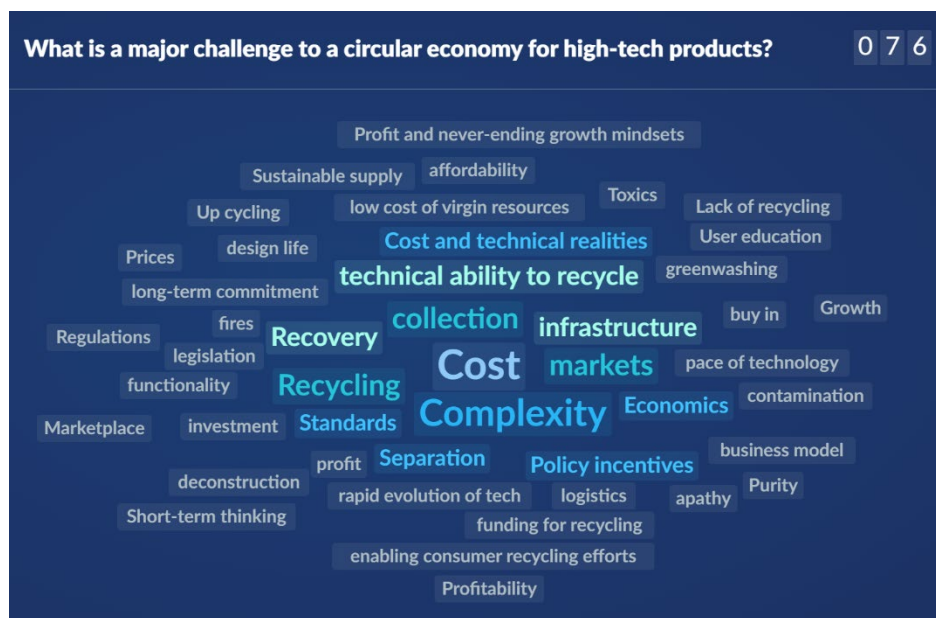 What is a major challenge to a circular economy for high-tech products?
076
Profit and never-ending growth mindsets
Sustainable supply
affordability
Toxics
Up cycling
low cost of virgin resources
Lack of recycling
Prices
design life
Cost and technical realities
User education
long-term commitment
technical ability to recycle
greenwashing
Regulations
fires
Recovery
collection
infrastructure
buy in
Growth
legislation
Cost
markets
pace of technology
functionality
Recycling
Complexity
Economics
contamination
Marketplace
investment
Standards
profit
Separation
Policy incentives
business model
deconstruction
rapid evolution of tech
logistics
apathy
Purity
Short-term thinking
funding for recycling
enabling consumer recycling efforts
Profitability